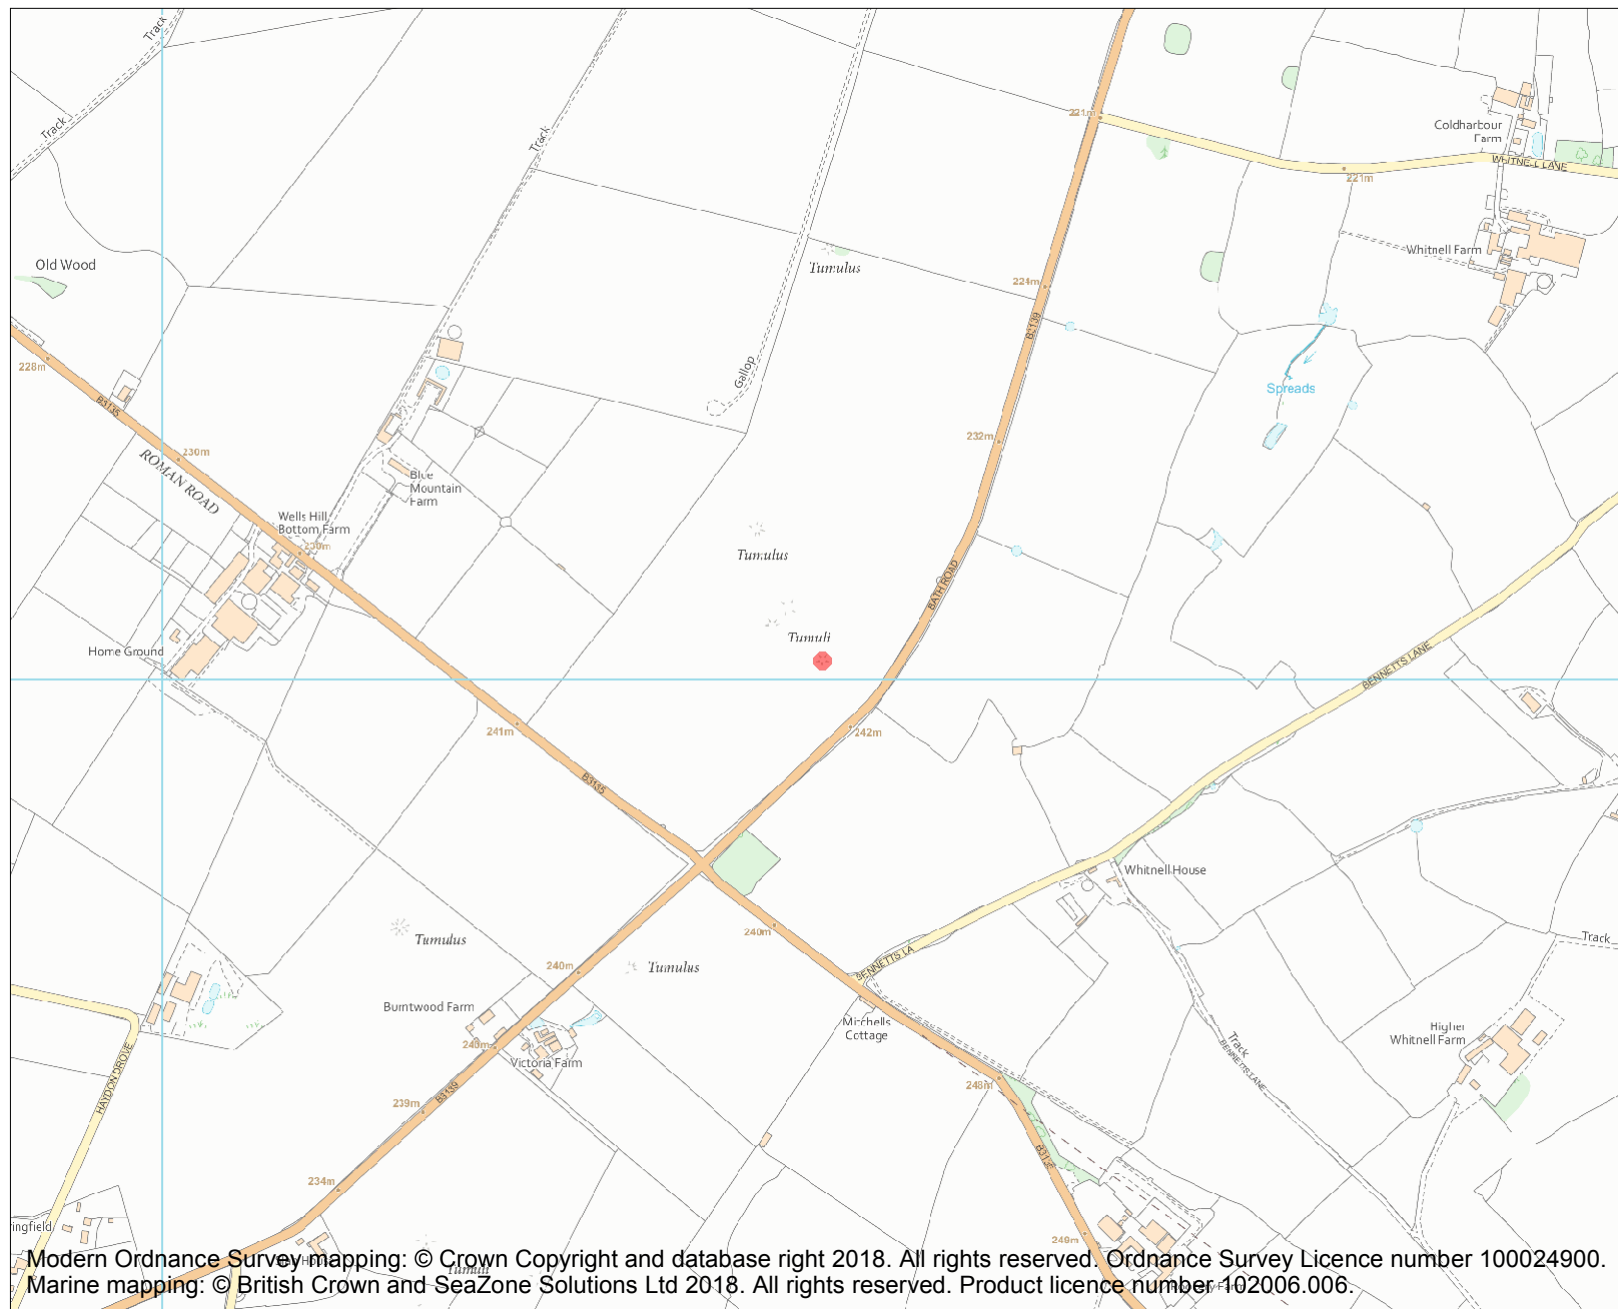 Track
Track
Track
221m
Coldharbour
Farm
WHITNELL LANE
221m
Whitnell Farm
Old Wood
Tumulus
224m
B3139
228m
B3135
Gallop
Spreads
232m
230m
ROMAN ROAD
Blue
Mountain
Farm
Wells Hill
Bottom Farm
230m
Tumulus
BATH ROAD
Tumuli
Home Ground
BENNETTS LANE
241m
242m
B3135
Whitnell House
240m
Tumulus
Track
BENNETTS LA
240m
Tumulus
Burntwood Farm
Mitchells
Cottage
Higher
Whitnell Farm
Track
BENNETTS LANE
240m
Victoria Farm
HAYDON DROVE
248m
239m
B3139
B3135
234m
ringfield
249m
Modern Ordnance Survey mapping: © Crown Copyright and database right 2018. All rights reserved. Ordnance Survey Licence number 100024900.
Tumuli
Marine mapping: © British Crown and SeaZone Solutions Ltd 2018. All rights reserved. Product licence number 102006.006.